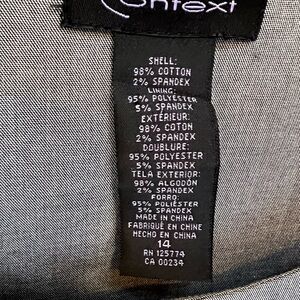 Context
SHELL:
98% COTTON
2% SPANDEX
LINING:
95% POLYESTER
5% SPANDEX
EXTÉRIEUR:
98% COTON
2% SPANDEX
DOUBLURE:
95% POLYESTER
5% SPANDEX
TELA EXTERIOR:
98% ALGODÓN
2% SPANDEX
FORRO:
95% POLIÉSTER
5% SPANDEX
MADE IN CHINA
FABRIQUÉ EN CHINE
HECHO EN CHINA
14
RN 125774
CA 00234